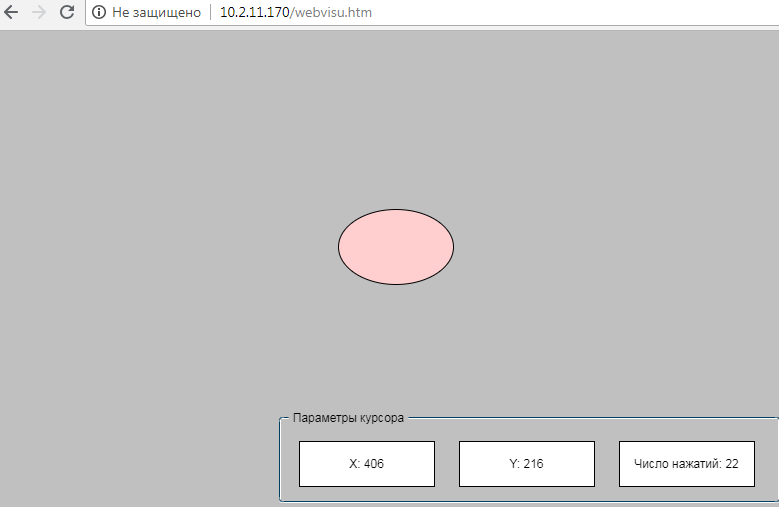 Не защищено 10.2.11.170/webvisu.htm
Параметры курсора
X: 406 Y: 216 Число нажатий: 22